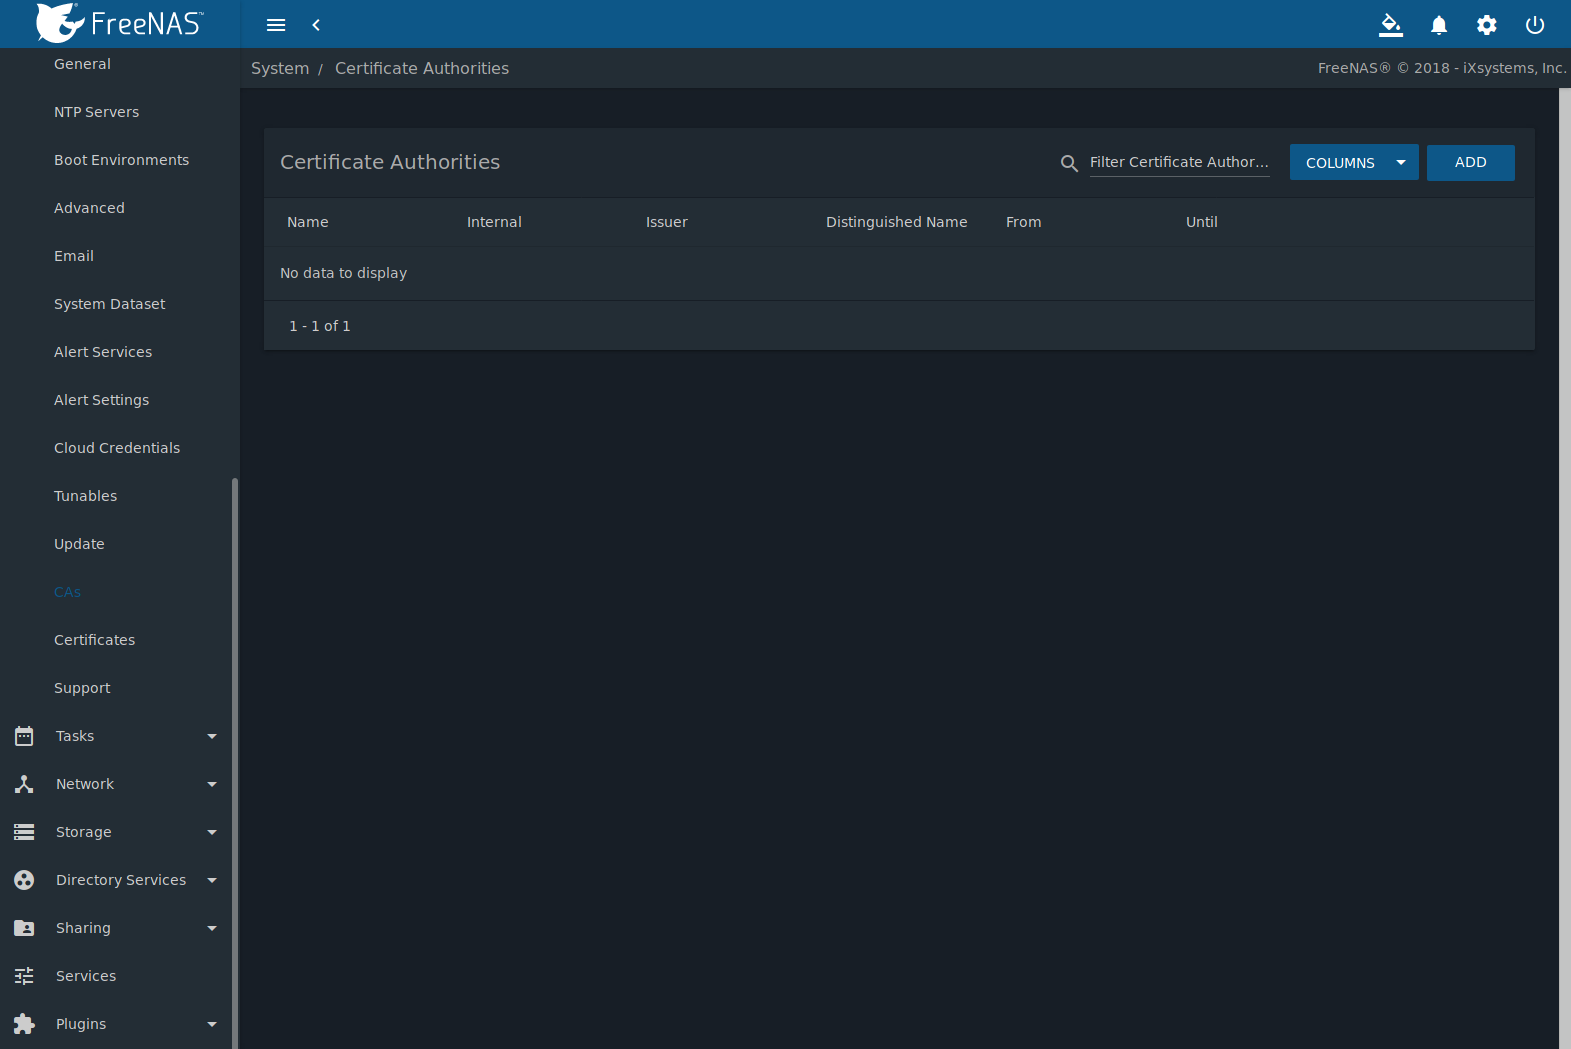 FreeNAS™
System / Certificate Authorities
FreeNAS® © 2018 - iXsystems, Inc.
General
NTP Servers
Boot Environments
Advanced
Email
System Dataset
Alert Services
Alert Settings
Cloud Credentials
Tunables
Update
CAs
Certificates
Support
Tasks
Network
Storage
Directory Services
Sharing
Services
Plugins
Certificate Authorities
Filter Certificate Author...
COLUMNS
ADD
Name Internal Issuer Distinguished Name From Until
No data to display
1 - 1 of 1